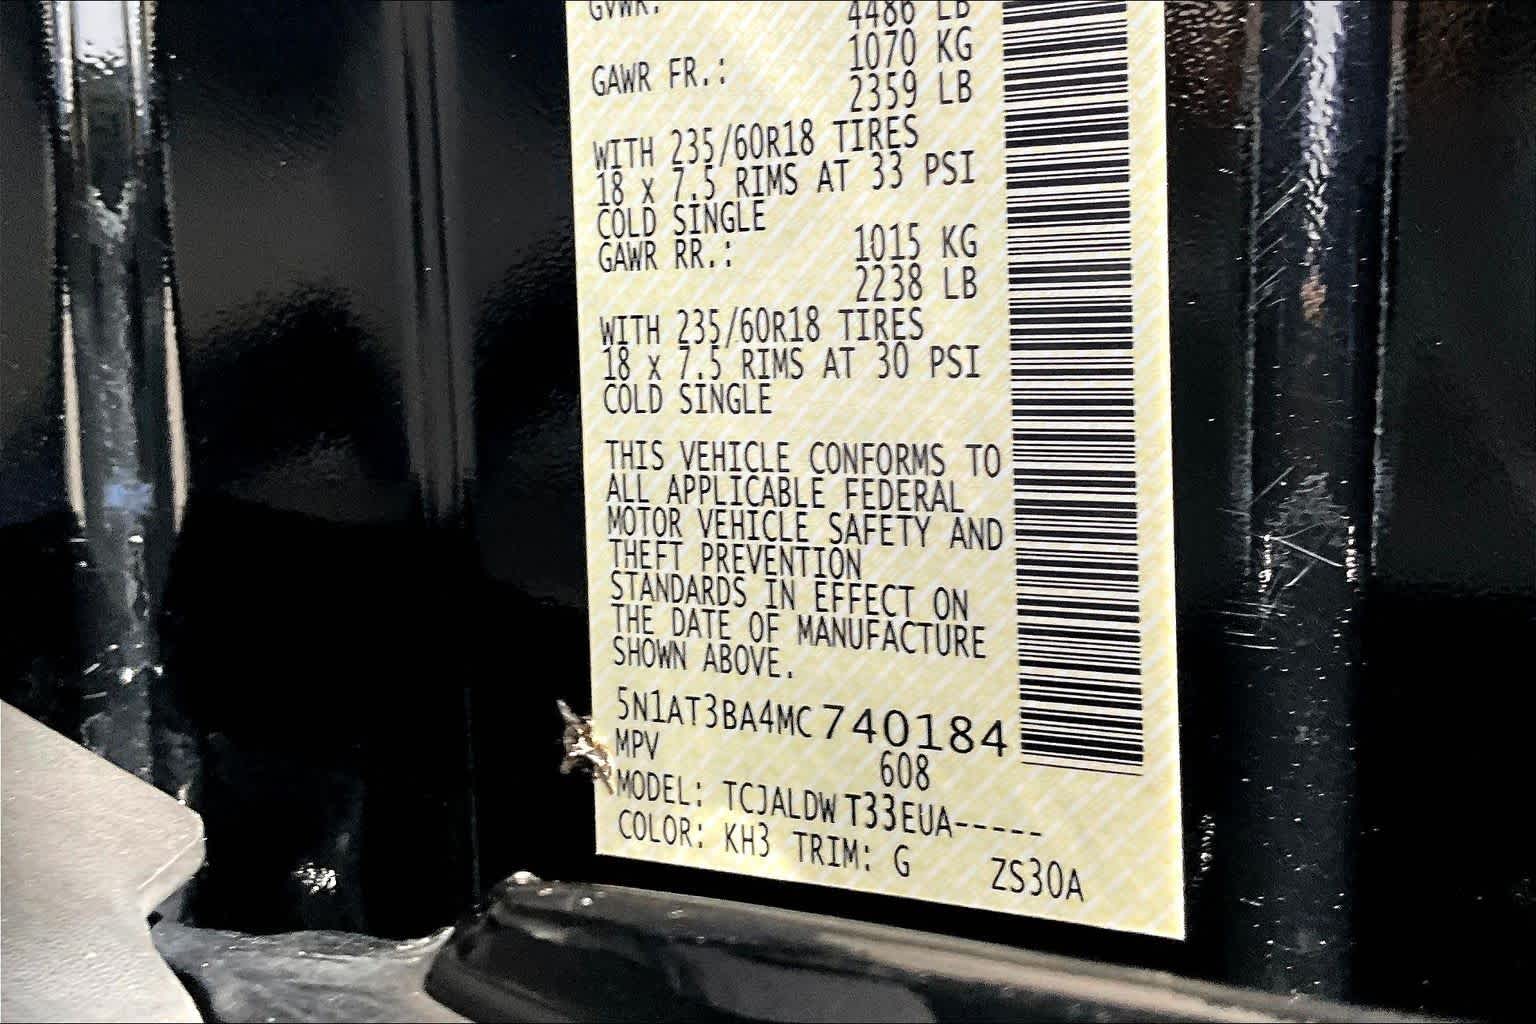 GVWR: 4486 LB
1070 KG
GAWR FR.: 2359 LB
WITH 235/60R18 TIRES
18 x 7.5 RIMS AT 33 PSI
COLD SINGLE
GAWR RR.: 1015 KG
2238 LB
WITH 235/60R18 TIRES
18 x 7.5 RIMS AT 30 PSI
COLD SINGLE
THIS VEHICLE CONFORMS TO
ALL APPLICABLE FEDERAL
MOTOR VEHICLE SAFETY AND
THEFT PREVENTION
STANDARDS IN EFFECT ON
THE DATE OF MANUFACTURE
SHOWN ABOVE.
5N1AT3BA4MC740184
MPV 608
MODEL: TCJALDWT33EUA-----
COLOR: KH3 TRIM: G ZS30A